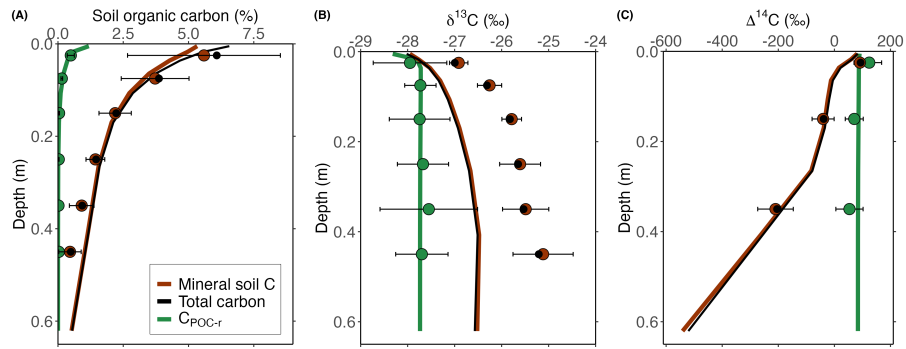 (A)
Soil organic carbon (%)
0.0 2.5 5.0 7.5
0.0
0.2
0.4
0.6
Depth (m)
Mineral soil C
Total carbon
C_POC-r
(B)
δ¹³C (‰)
-29 -28 -27 -26 -25 -24
0.0
0.2
0.4
0.6
Depth (m)
(C)
Δ¹⁴C (‰)
-600 -400 -200 0 200
0.0
0.2
0.4
0.6
Depth (m)